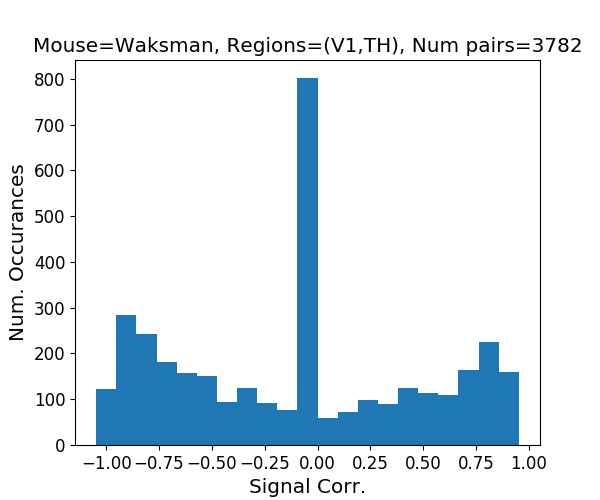 Mouse=Waksman, Regions=(V1,TH), Num pairs=3782
800
700
600
500
400
300
200
100
0
Num. Occurances
−1.00 −0.75 −0.50 −0.25 0.00 0.25 0.50 0.75 1.00
Signal Corr.